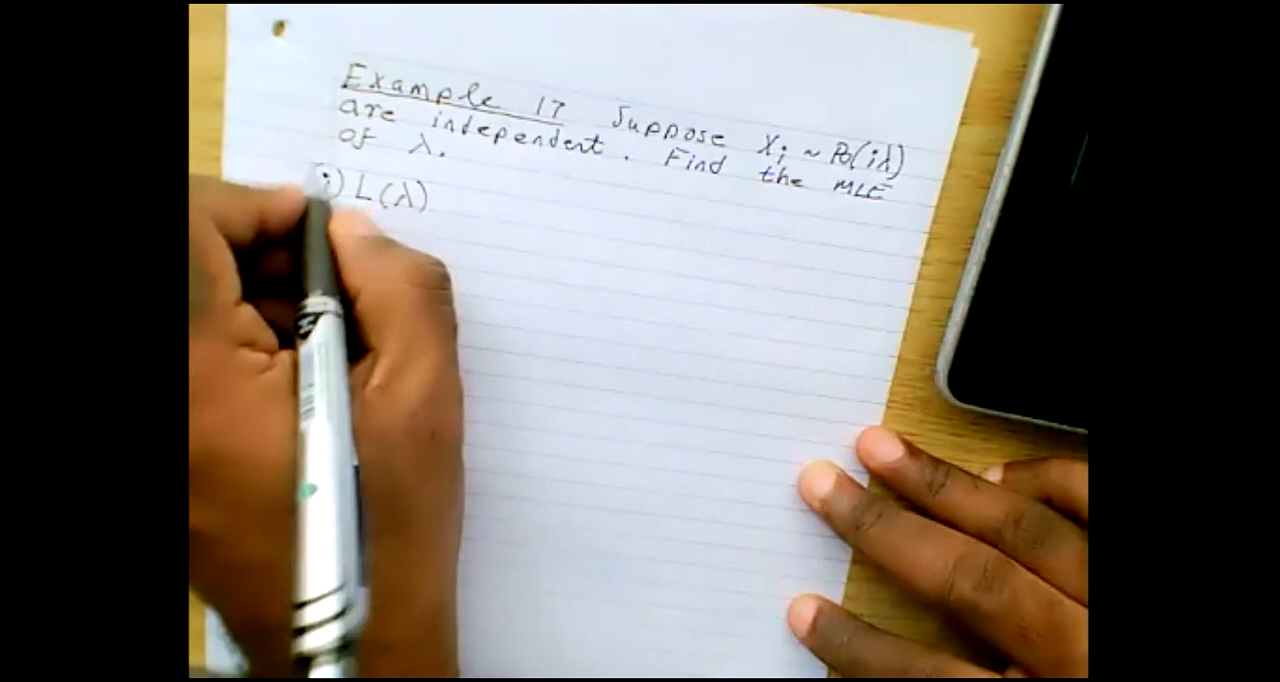 Example 17 Suppose Xi ~ Po(iλ)
are independent. Find the MLE
of λ.
i) L(λ)